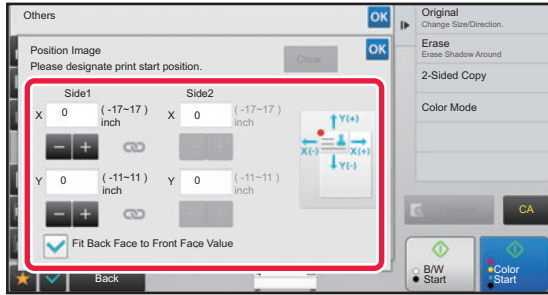 Others
OK
Original
Change Size/Direction.
Position Image
OK
Clear
Erase
Erase Shadow Around
Please designate print start position.
2-Sided Copy
Side1
Side2
Color Mode
X
0
(-17~17)
inch
X
0
(-17~17)
inch
Y(+)
X(-)
X(+)
Y(-)
Y
0
(-11~11)
inch
Y
0
(-11~11)
inch
CA
Fit Back Face to Front Face Value
Back
B/W
Start
Color
Start